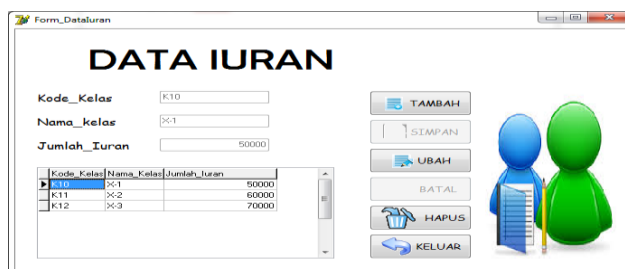 Form_DataIuran
DATA IURAN
Kode_Kelas K10
Nama_kelas X-1
Jumlah_Iuran 50000
TAMBAH
SIMPAN
UBAH
BATAL
HAPUS
KELUAR
Kode_Kelas Nama_Kelas Jumlah_Iuran
K10 X-1 50000
K11 X-2 60000
K12 X-3 70000